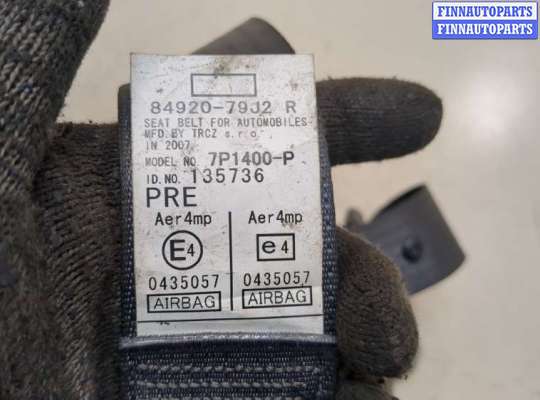 FINNAUTOPARTS
FINNAUTOPARTS
84920-79J2 R
SEAT BELT FOR AUTOMOBILES
MFD.BY TRCZ s.r.o.
IN 2007
MODEL NO. 7P1400-P
ID.NO. 135736
PRE
Aer4mp Aer4mp
E4 e4
0435057 0435057
AIRBAG AIRBAG